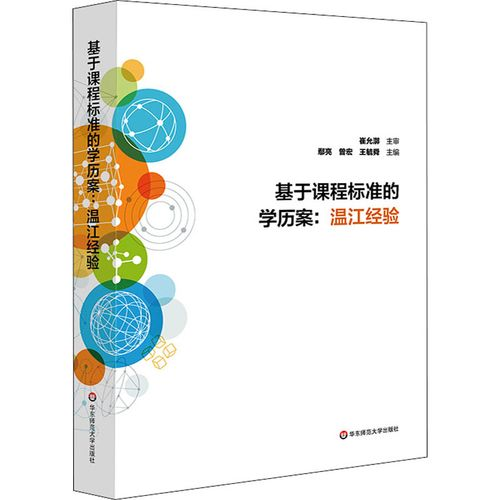 基于课程标准的学历案：温江经验
华东师范大学出版社
崔允漷 主审
鄢亮 曾宏 王毓舜 主编
基于课程标准的
学历案：温江经验
华东师范大学出版社